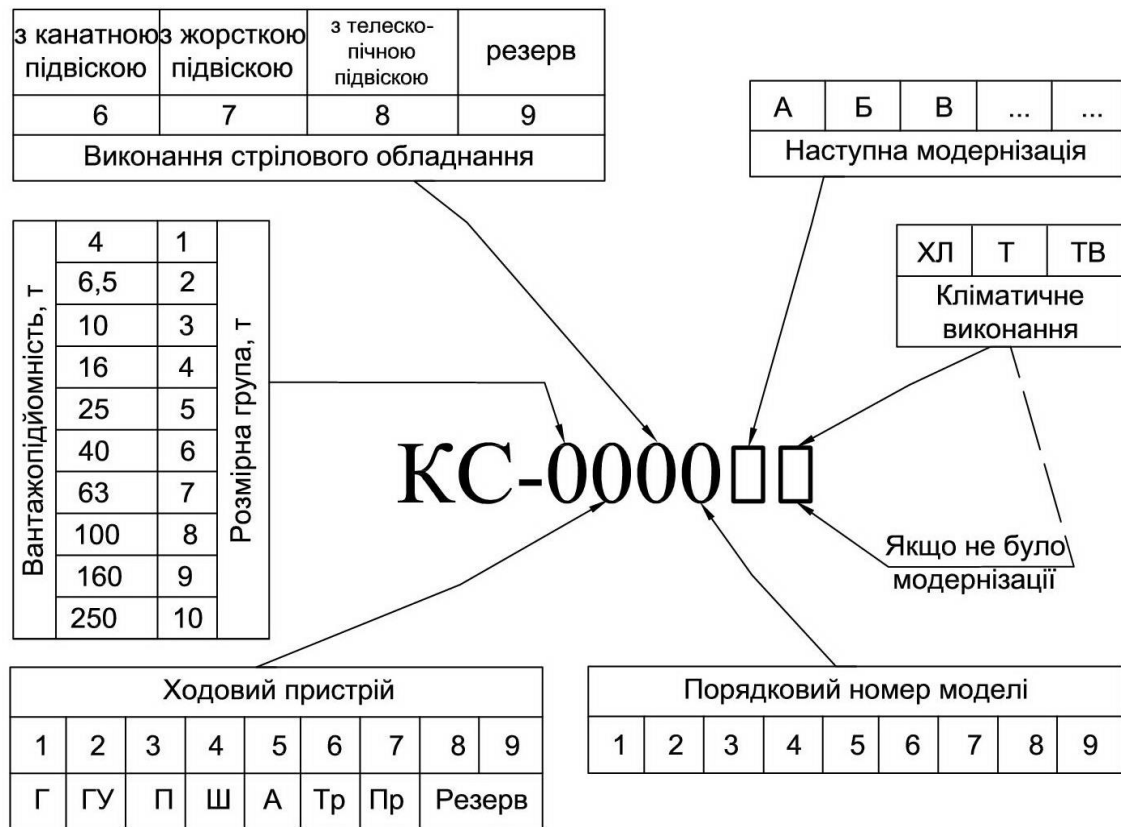 з канатною підвіскою
з жорсткою підвіскою
з телеско-
пічною
підвіскою
резерв
6 7 8 9
Виконання стрілового обладнання
А Б В ... ...
Наступна модернізація
ХЛ Т ТВ
Кліматичне
виконання
Вантажопідйомність, т
Розмірна група, т
4 1
6,5 2
10 3
16 4
25 5
40 6
63 7
100 8
160 9
250 10
КС-0000
Якщо не було
модернізації
Ходовий пристрій
1 2 3 4 5 6 7 8 9
Г ГУ П Ш А Тр Пр Резерв
Порядковий номер моделі
1 2 3 4 5 6 7 8 9